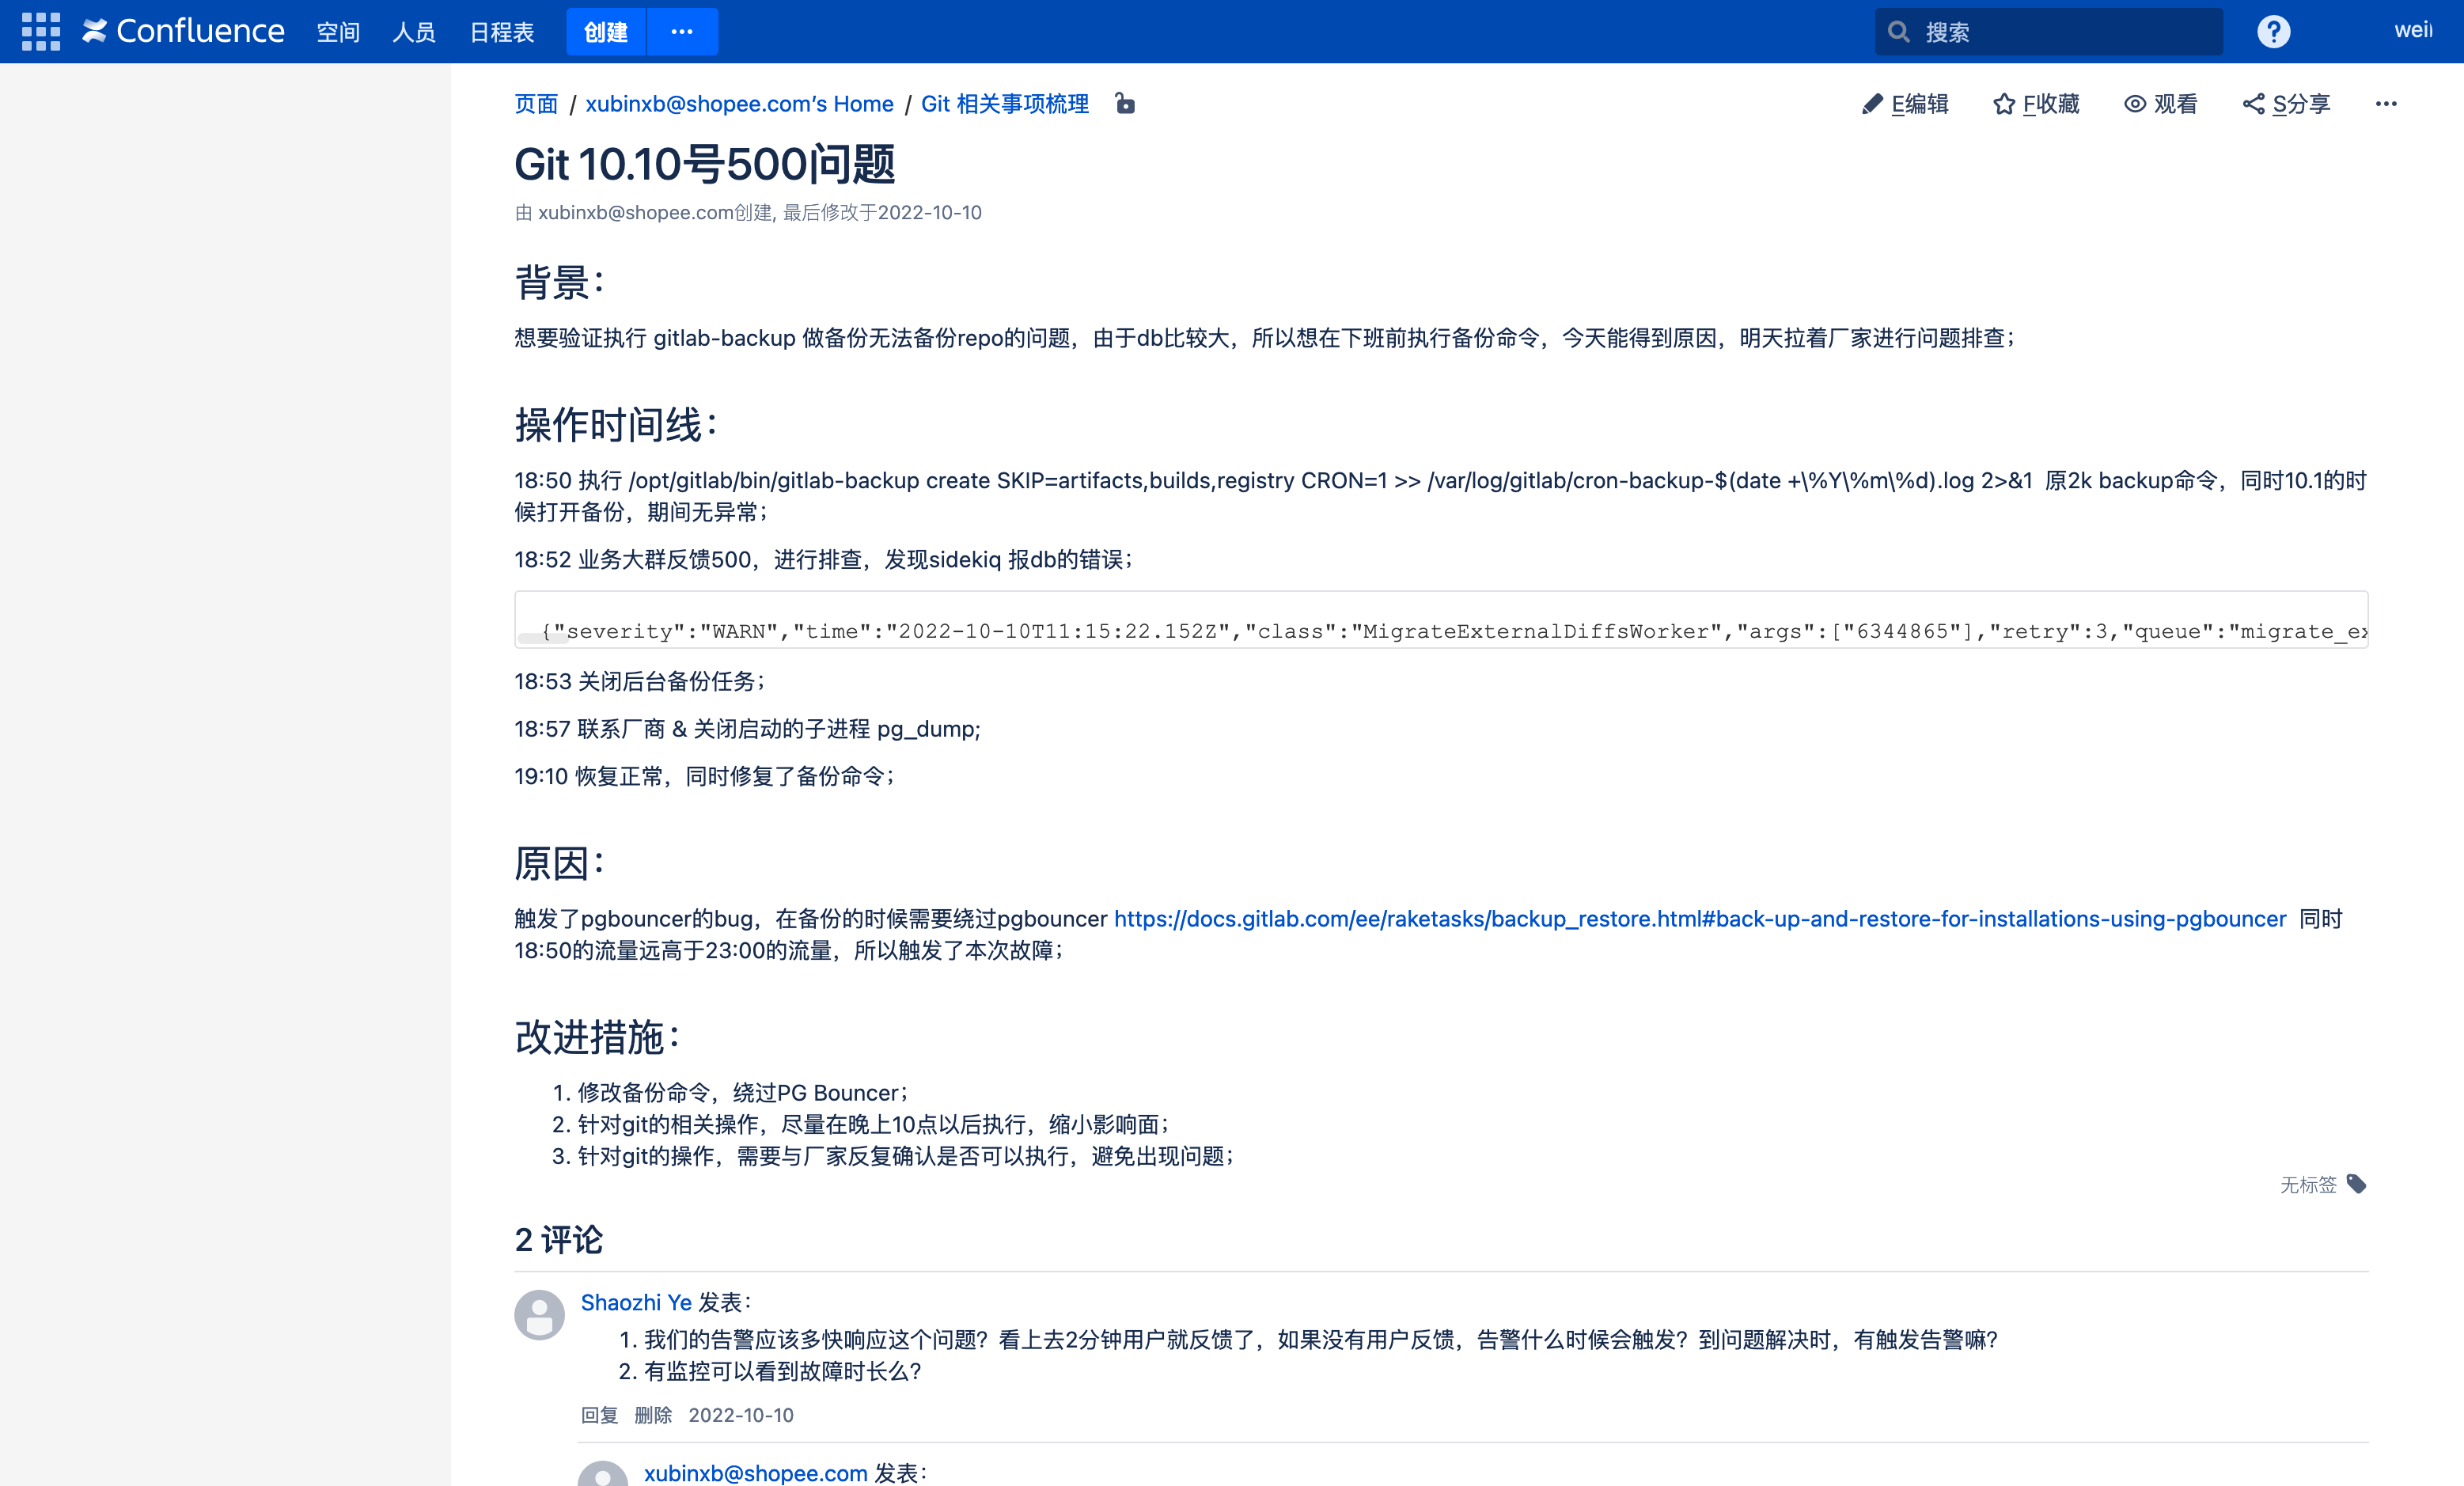 Confluence 空间 人员 日程表 创建 ··· 搜索 ?
页面 / xubinxb@shopee.com's Home / Git 相关事项梳理 E编辑 F收藏 观看 S分享 ···
Git 10.10号500问题
由 xubinxb@shopee.com创建, 最后修改于2022-10-10
背景：
想要验证执行 gitlab-backup 做备份无法备份repo的问题，由于db比较大，所以想在下班前执行备份命令，今天能得到原因，明天拉着厂家进行问题排查；
操作时间线：
18:50 执行 /opt/gitlab/bin/gitlab-backup create SKIP=artifacts,builds,registry CRON=1 >> /var/log/gitlab/cron-backup-$(date +\%Y\%m\%d).log 2>&1 原2k backup命令，同时10.1的时
候打开备份，期间无异常；
18:52 业务大群反馈500，进行排查，发现sidekiq 报db的错误；
{"severity":"WARN","time":"2022-10-10T11:15:22.152Z","class":"MigrateExternalDiffsWorker","args":["6344865"],"retry":3,"queue":"migrate_ex
18:53 关闭后台备份任务；
18:57 联系厂商 & 关闭启动的子进程 pg_dump;
19:10 恢复正常，同时修复了备份命令；
原因：
触发了pgbouncer的bug，在备份的时候需要绕过pgbouncer https://docs.gitlab.com/ee/raketasks/backup_restore.html#back-up-and-restore-for-installations-using-pgbouncer 同时
18:50的流量远高于23:00的流量，所以触发了本次故障；
改进措施：
1. 修改备份命令，绕过PG Bouncer；
2. 针对git的相关操作，尽量在晚上10点以后执行，缩小影响面；
3. 针对git的操作，需要与厂家反复确认是否可以执行，避免出现问题；
无标签
2 评论
Shaozhi Ye 发表：
1. 我们的告警应该多快响应这个问题？看上去2分钟用户就反馈了，如果没有用户反馈，告警什么时候会触发？到问题解决时，有触发告警嘛？
2. 有监控可以看到故障时长么？
回复 删除 2022-10-10
xubinxb@shopee.com 发表：